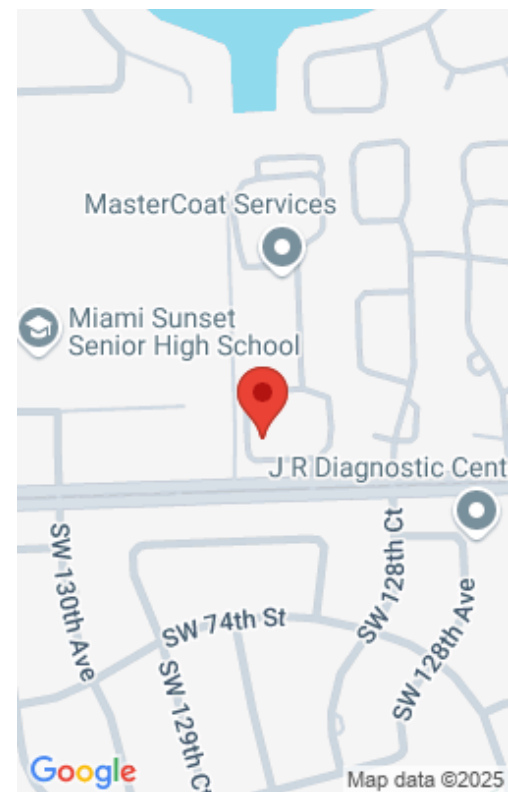 MasterCoat Services
Miami Sunset
Senior High School
J R Diagnostic Cent
SW 130th Ave
SW 74th St
SW 129th Ct
SW 128th Ct
SW 128th Ave
Google
Map data ©2025